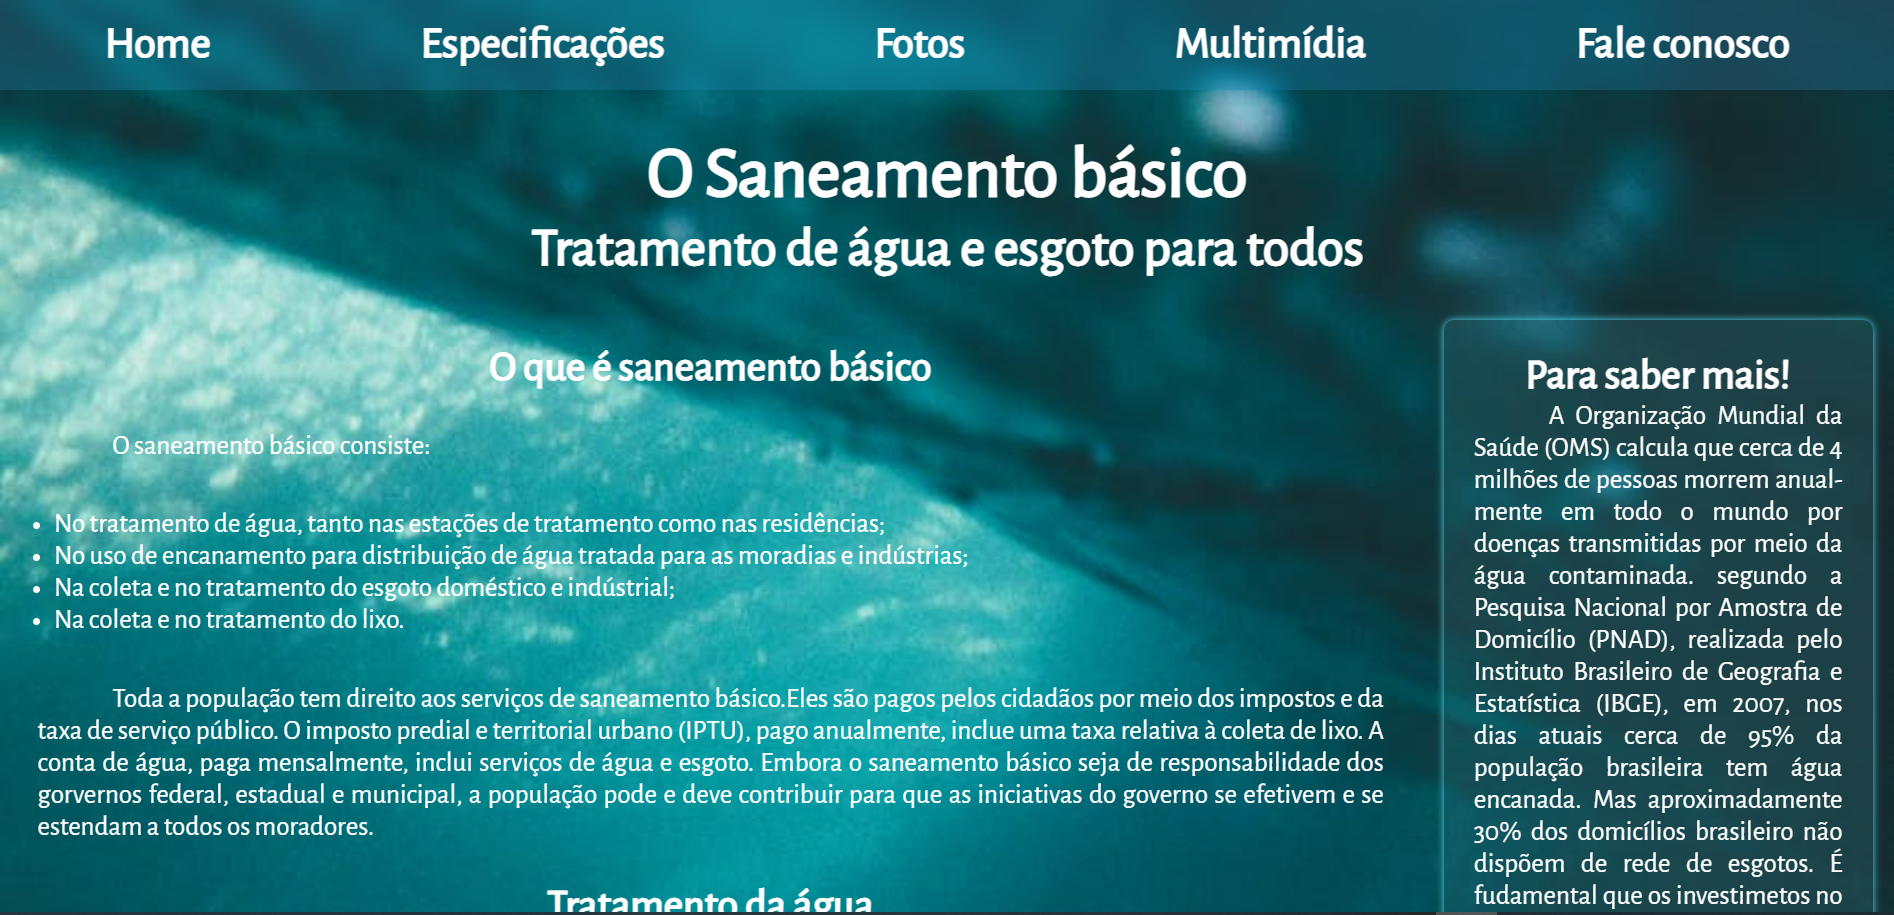 Home Especificações Fotos Multimídia Fale conosco
O Saneamento básico
Tratamento de água e esgoto para todos
O que é saneamento básico
O saneamento básico consiste:
• No tratamento de água, tanto nas estações de tratamento como nas residências;
• No uso de encanamento para distribuição de água tratada para as moradias e indústrias;
• Na coleta e no tratamento do esgoto doméstico e indústrial;
• Na coleta e no tratamento do lixo.
Toda a população tem direito aos serviços de saneamento básico.Eles são pagos pelos cidadãos por meio dos impostos e da
taxa de serviço público. O imposto predial e territorial urbano (IPTU), pago anualmente, inclue uma taxa relativa à coleta de lixo. A
conta de água, paga mensalmente, inclui serviços de água e esgoto. Embora o saneamento básico seja de responsabilidade dos
gorvernos federal, estadual e municipal, a população pode e deve contribuir para que as iniciativas do governo se efetivem e se
estendam a todos os moradores.
Tratamento da água
Para saber mais!
A Organização Mundial da
Saúde (OMS) calcula que cerca de 4
milhões de pessoas morrem anual-
mente em todo o mundo por
doenças transmitidas por meio da
água contaminada. segundo a
Pesquisa Nacional por Amostra de
Domicílio (PNAD), realizada pelo
Instituto Brasileiro de Geografia e
Estatística (IBGE), em 2007, nos
dias atuais cerca de 95% da
população brasileira tem água
encanada. Mas aproximadamente
30% dos domicílios brasileiro não
dispõem de rede de esgotos. É
fudamental que os investimetos no